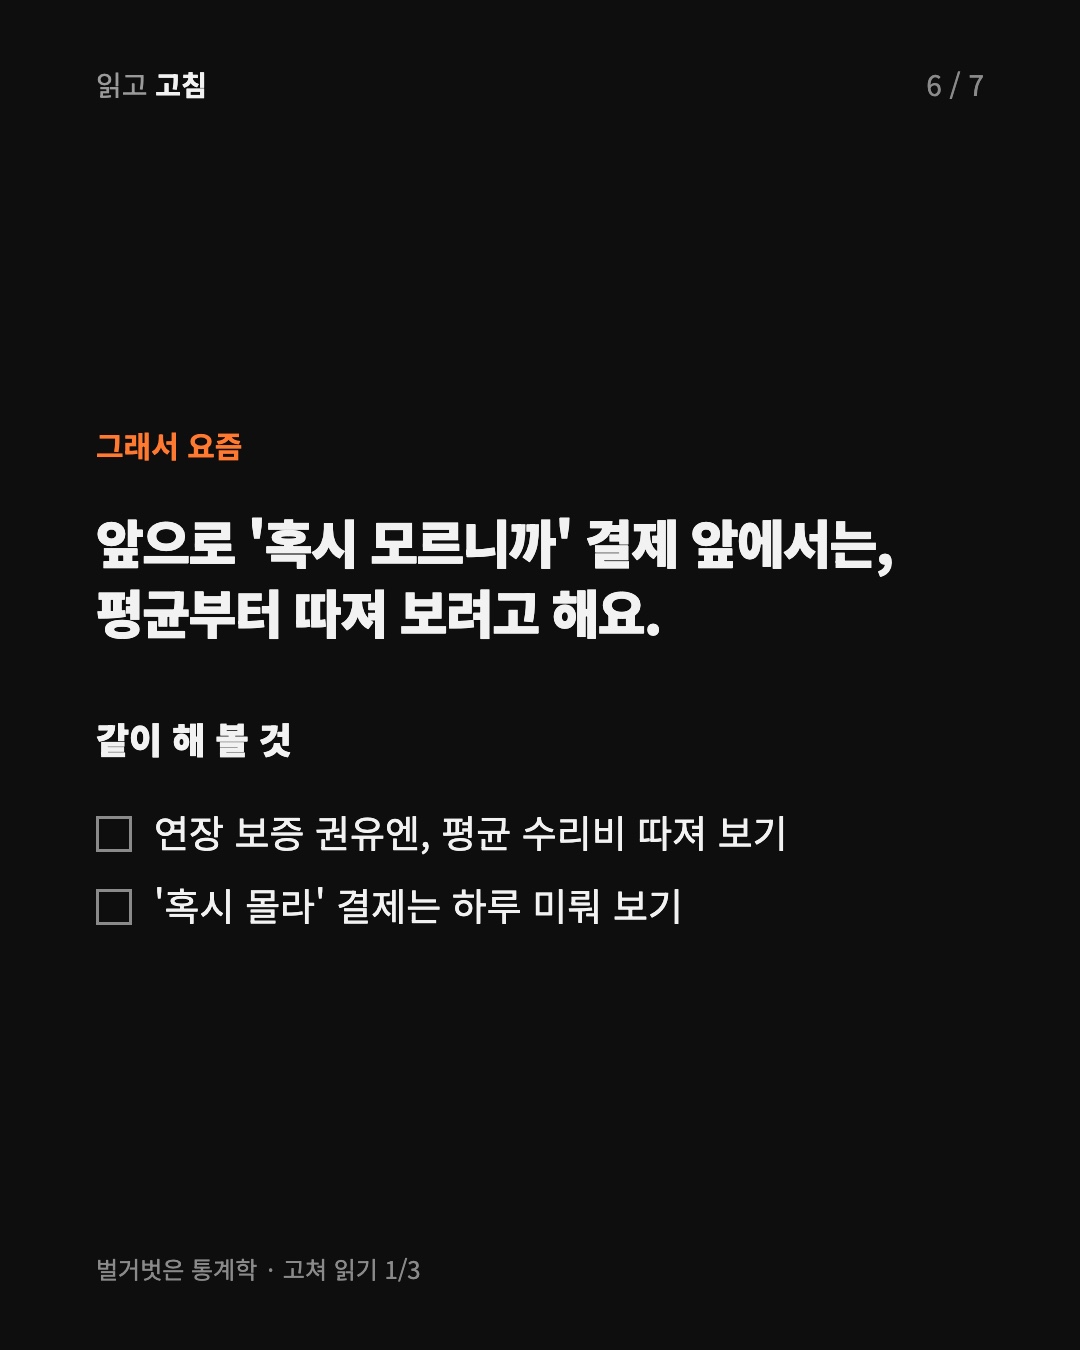 읽고 고침
6 / 7
그래서 요즘
앞으로 '혹시 모르니까' 결제 앞에서는,
평균부터 따져 보려고 해요.
같이 해 볼 것
연장 보증 권유엔, 평균 수리비 따져 보기
'혹시 몰라' 결제는 하루 미뤄 보기
벌거벗은 통계학 · 고쳐 읽기 1/3